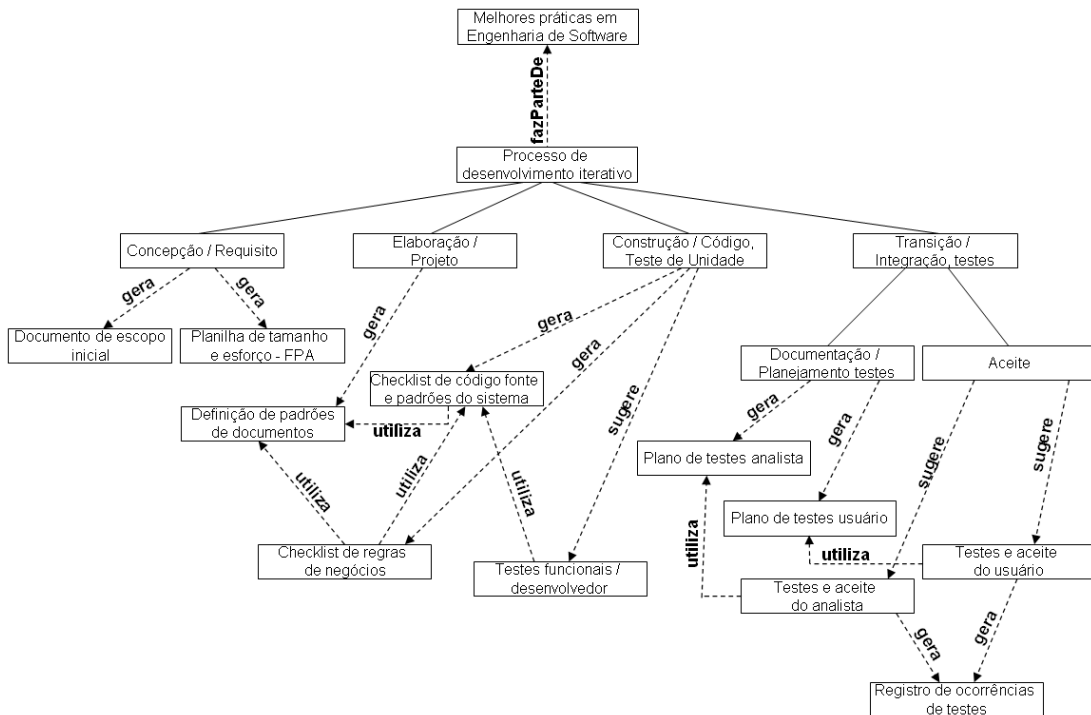 Melhores práticas em
Engenharia de Software
fazParteDe
Processo de
desenvolvimento iterativo
Concepção / Requisito
Elaboração /
Projeto
Construção / Código,
Teste de Unidade
Transição /
Integração, testes
gera
gera
gera
gera
gera
sugere
Documento de escopo
inicial
Planilha de tamanho
e esforço - FPA
Documentação /
Planejamento testes
Aceite
Checklist de código fonte
e padrões do sistema
Definição de padrões
de documentos
utiliza
gera
gera
sugere
sugere
Plano de testes analista
utiliza
utiliza
utiliza
Plano de testes usuário
utiliza
utiliza
Checklist de regras
de negócios
Testes funcionais /
desenvolvedor
Testes e aceite
do usuário
Testes e aceite
do analista
gera
gera
Registro de ocorrências
de testes